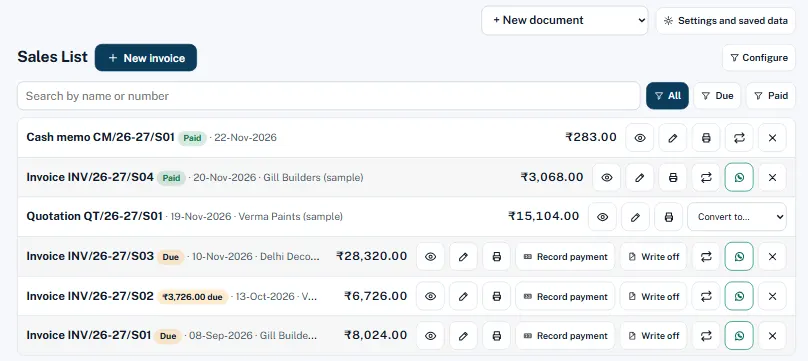 + New document Settings and saved data
Sales List + New invoice Configure
Search by name or number All Due Paid
Cash memo CM/26-27/S01 Paid · 22-Nov-2026 ₹283.00
Invoice INV/26-27/S04 Paid · 20-Nov-2026 · Gill Builders (sample) ₹3,068.00
Quotation QT/26-27/S01 · 19-Nov-2026 · Verma Paints (sample) ₹15,104.00 Convert to...
Invoice INV/26-27/S03 Due · 10-Nov-2026 · Delhi Deco... ₹28,320.00 Record payment Write off
Invoice INV/26-27/S02 ₹3,726.00 due · 13-Oct-2026 · V... ₹6,726.00 Record payment Write off
Invoice INV/26-27/S01 Due · 08-Sep-2026 · Gill Builde... ₹8,024.00 Record payment Write off